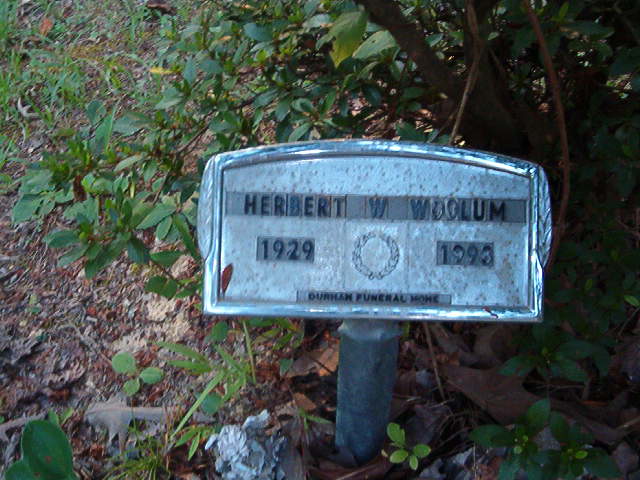 HERBERT W WOOLUM
1929 1993
DURHAM FUNERAL HOME